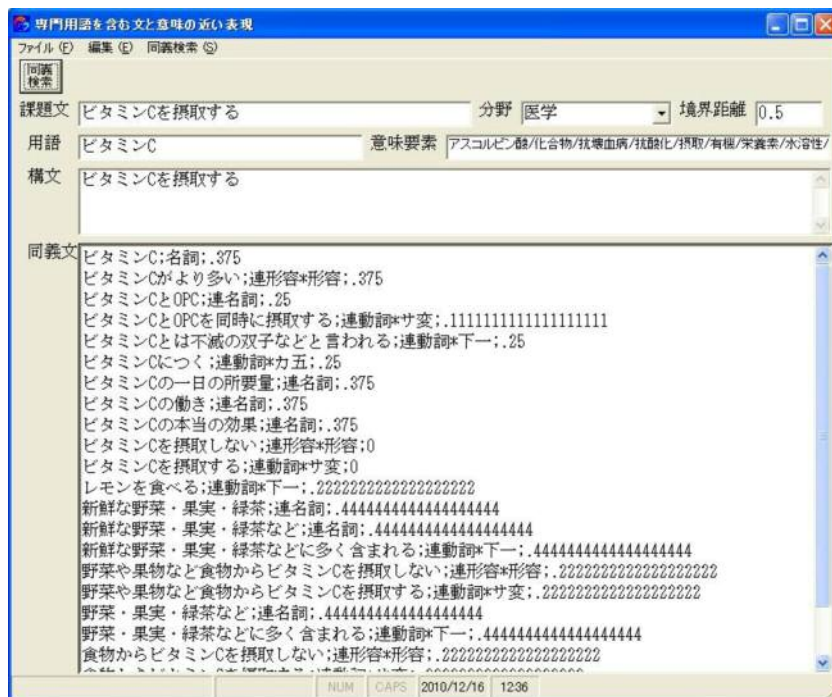 専門用語を含む文と意味の近い表現
ファイル(F) 編集(E) 同義検索(S)
同義
検索
課題文 ビタミンCを摂取する 分野 医学 境界距離 0.5
用語 ビタミンC 意味要素 アスコルビン酸/化合物/抗壊血病/抗酸化/摂取/有機/栄養素/水溶性/
構文 ビタミンCを摂取する
同義文 ビタミンC;名詞;.375
ビタミンCがより多い;連形容*形容;.375
ビタミンCとOPC;連名詞;.25
ビタミンCとOPCを同時に摂取する;連動詞*サ変;.1111111111111111111
ビタミンCとは不滅の双子などと言われる;連動詞*下一;.25
ビタミンCにつく;連動詞*カ五;.25
ビタミンCの一日の所要量;連名詞;.375
ビタミンCの働き;連名詞;.375
ビタミンCの本当の効果;連名詞;.375
ビタミンCを摂取しない;連形容*形容;0
ビタミンCを摂取する;連動詞*サ変;0
レモンを食べる;連動詞*下一;.2222222222222222222
新鮮な野菜・果実・緑茶;連名詞;.4444444444444444444
新鮮な野菜・果実・緑茶など;連名詞;.4444444444444444444
新鮮な野菜・果実・緑茶などに多く含まれる;連動詞*下一;.4444444444444444444
野菜や果物など食物からビタミンCを摂取しない;連形容*形容;.2222222222222222222
野菜や果物など食物からビタミンCを摂取する;連動詞*サ変;.2222222222222222222
野菜・果実・緑茶など;連名詞;.4444444444444444444
野菜・果実・緑茶などに多く含まれる;連動詞*下一;.4444444444444444444
食物からビタミンCを摂取しない;連形容*形容;.2222222222222222222
NUM CAPS 2010/12/16 12:36